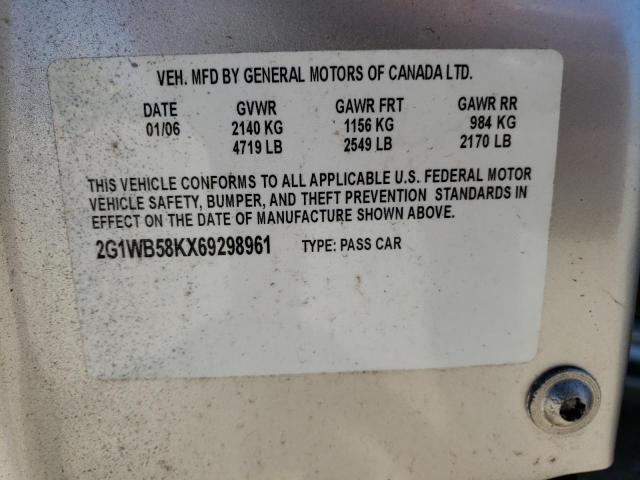 VEH. MFD BY GENERAL MOTORS OF CANADA LTD.
DATE GVWR GAWR FRT GAWR RR
01/06 2140 KG 1156 KG 984 KG
4719 LB 2549 LB 2170 LB
THIS VEHICLE CONFORMS TO ALL APPLICABLE U.S. FEDERAL MOTOR
VEHICLE SAFETY, BUMPER, AND THEFT PREVENTION STANDARDS IN
EFFECT ON THE DATE OF MANUFACTURE SHOWN ABOVE.
2G1WB58KX69298961 TYPE: PASS CAR